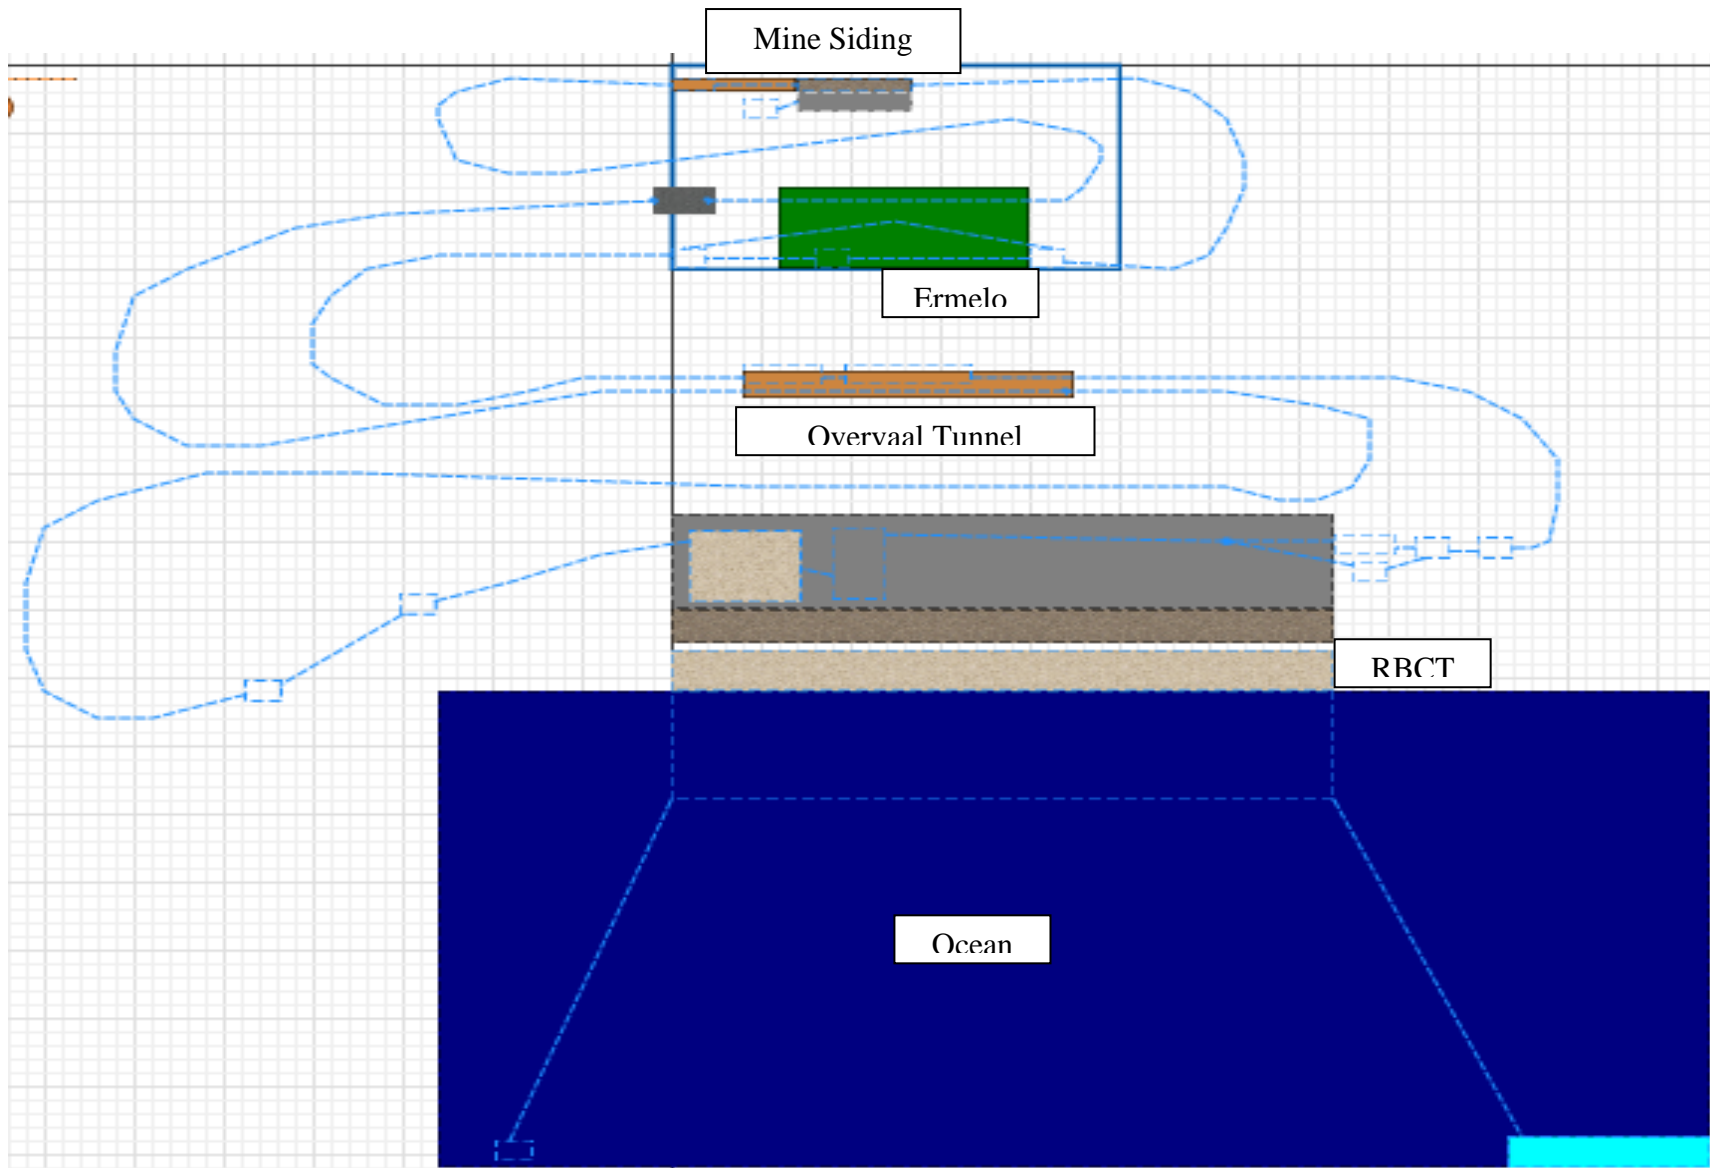 Mine Siding
Ermelo
Overvaal Tunnel
RBCT
Ocean